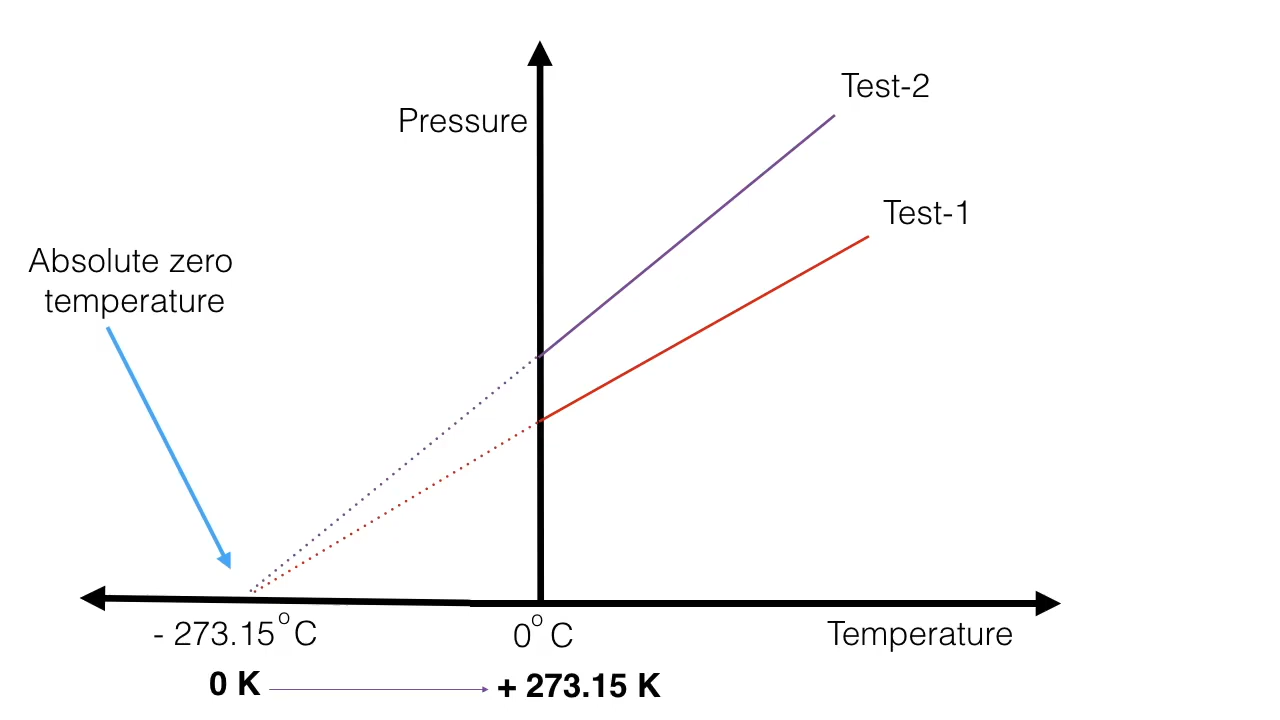 Test-2
Pressure
Test-1
Absolute zero
temperature
- 273.15°C
0°C
Temperature
0 K
+ 273.15 K